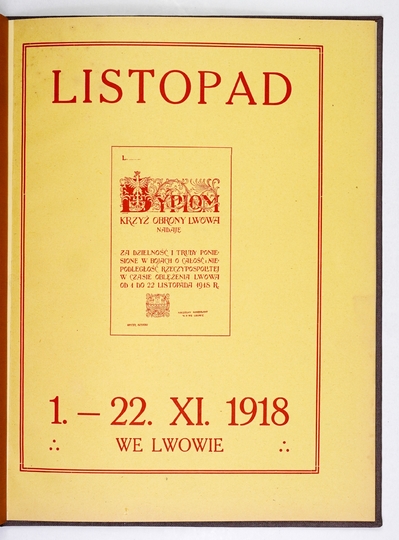 LISTOPAD
L.
DYPLOM
KRZYŻ OBRONY LWOWA
NADAJE
ZA DZIELNOŚĆ I TRUDY PONIE-
SIONE W BOJACH O CAŁOŚĆ I NIE-
PODLEGŁOŚĆ RZECZYPOSPOLITEJ
W CZASIE OBLĘŻENIA LWOWA
OD 1 DO 22 LISTOPADA 1918 R.
1. – 22. XI. 1918
WE LWOWIE